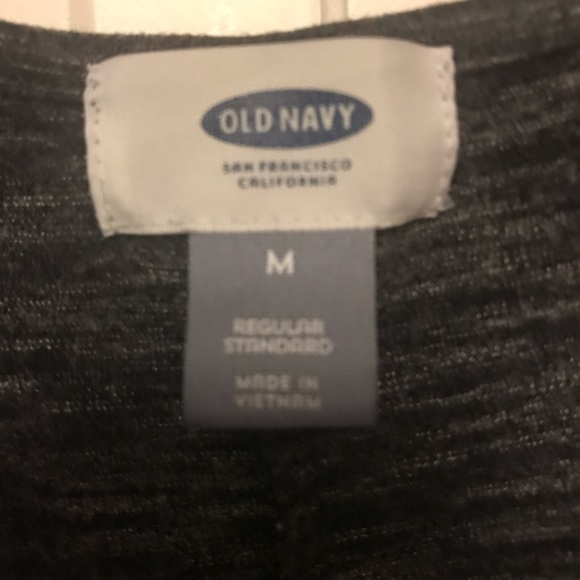 OLD NAVY
SAN FRANCISCO
CALIFORNIA
M
REGULAR
STANDARD
MADE IN
VIETNAM